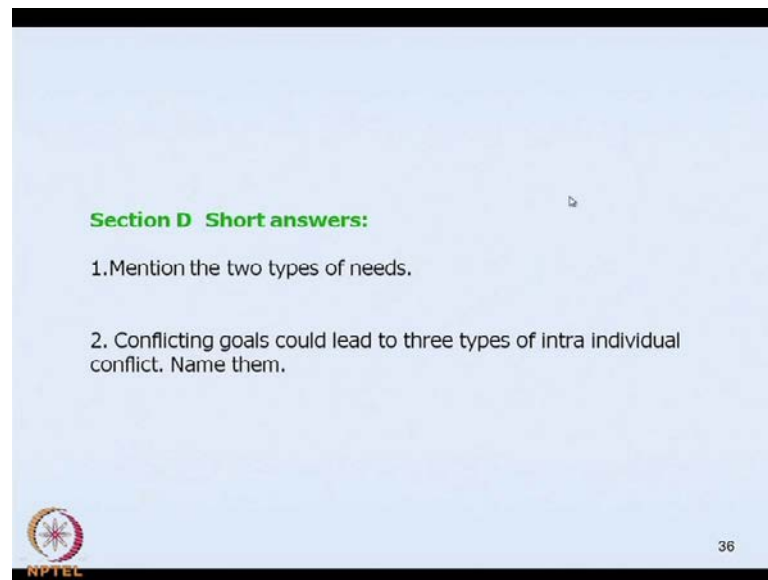 Section D Short answers:
1.Mention the two types of needs.
2. Conflicting goals could lead to three types of intra individual
conflict. Name them.
NPTEL
36